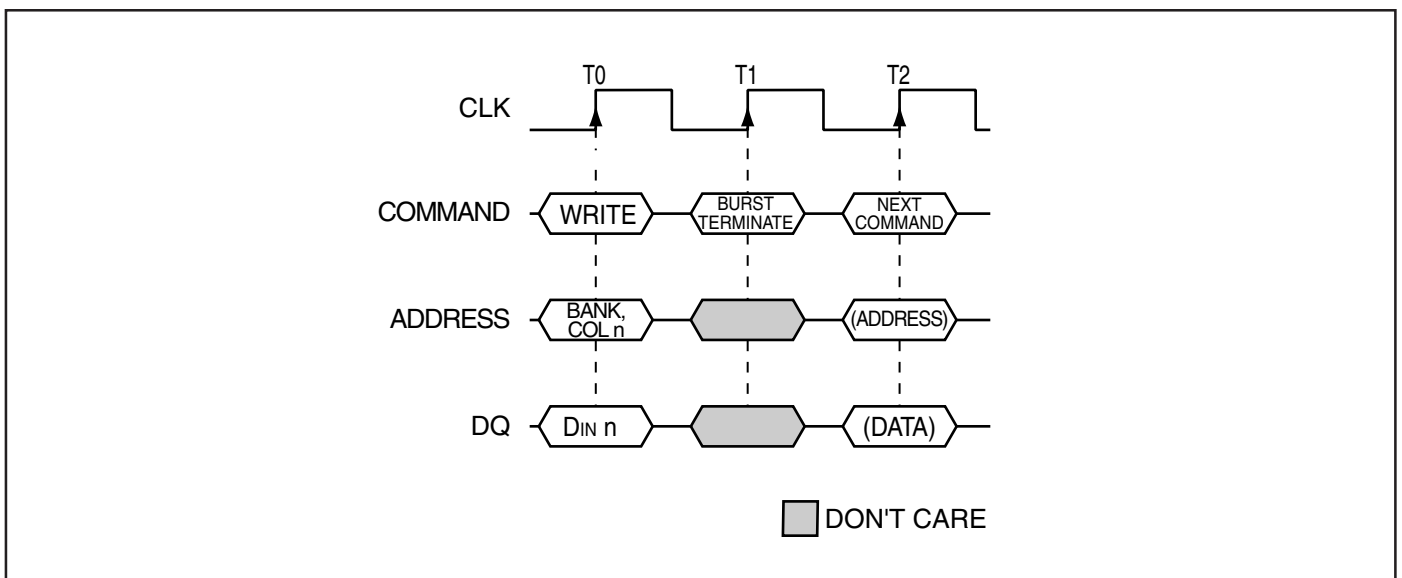 T0 T1 T2
CLK
COMMAND WRITE BURST TERMINATE NEXT COMMAND
ADDRESS BANK, COL n (ADDRESS)
DQ DIN n (DATA)
DON'T CARE